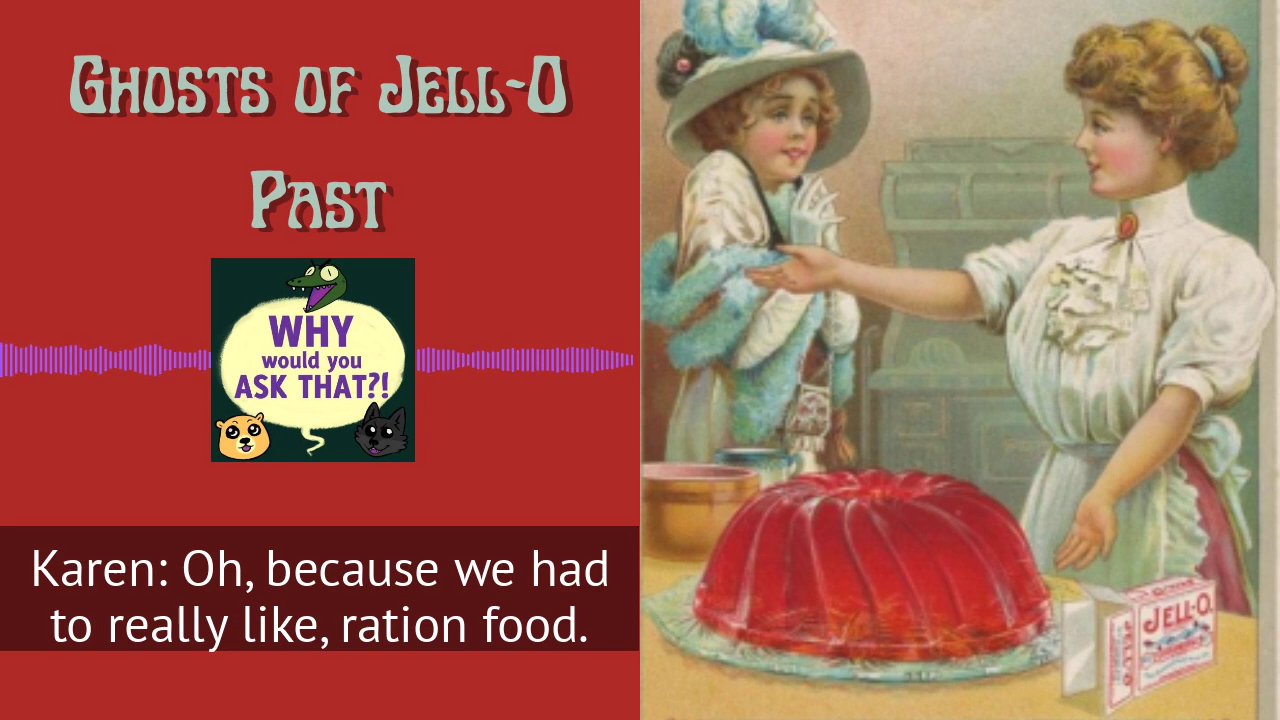 Ghosts of Jell-O
Past
WHY
would you
ASK THAT?!
Karen: Oh, because we had
to really like, ration food.
JELL-O
JELL-O